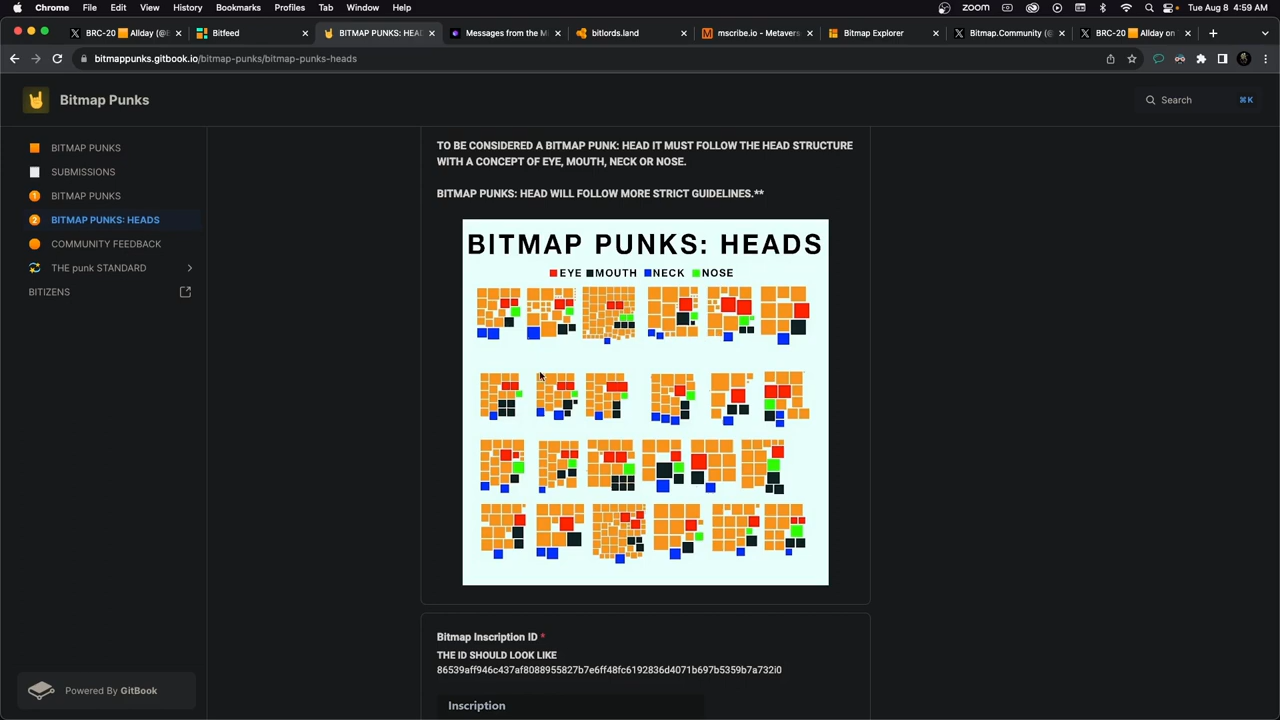 Chrome File Edit View History Bookmarks Profiles Tab Window Help zoom Tue Aug 8 4:59 AM
BRC-20 🟧 Allday (@E Bitfeed BITMAP PUNKS: HEAD Messages from the M bitlords.land mscribe.io - Metavers Bitmap Explorer Bitmap.Community (@ BRC-20 🟧 Allday on
bitmappunks.gitbook.io/bitmap-punks/bitmap-punks-heads
Bitmap Punks
Search ⌘K
BITMAP PUNKS
SUBMISSIONS
1 BITMAP PUNKS
2 BITMAP PUNKS: HEADS
COMMUNITY FEEDBACK
THE punk STANDARD
BITIZENS
TO BE CONSIDERED A BITMAP PUNK: HEAD IT MUST FOLLOW THE HEAD STRUCTURE
WITH A CONCEPT OF EYE, MOUTH, NECK OR NOSE.
BITMAP PUNKS: HEAD WILL FOLLOW MORE STRICT GUIDELINES.**
BITMAP PUNKS: HEADS
EYE MOUTH NECK NOSE
Bitmap Inscription ID *
THE ID SHOULD LOOK LIKE
86539aff946c437af8088955827b7e6ff48fc6192836d4071b697b5359b7a732i0
Inscription
Powered By GitBook